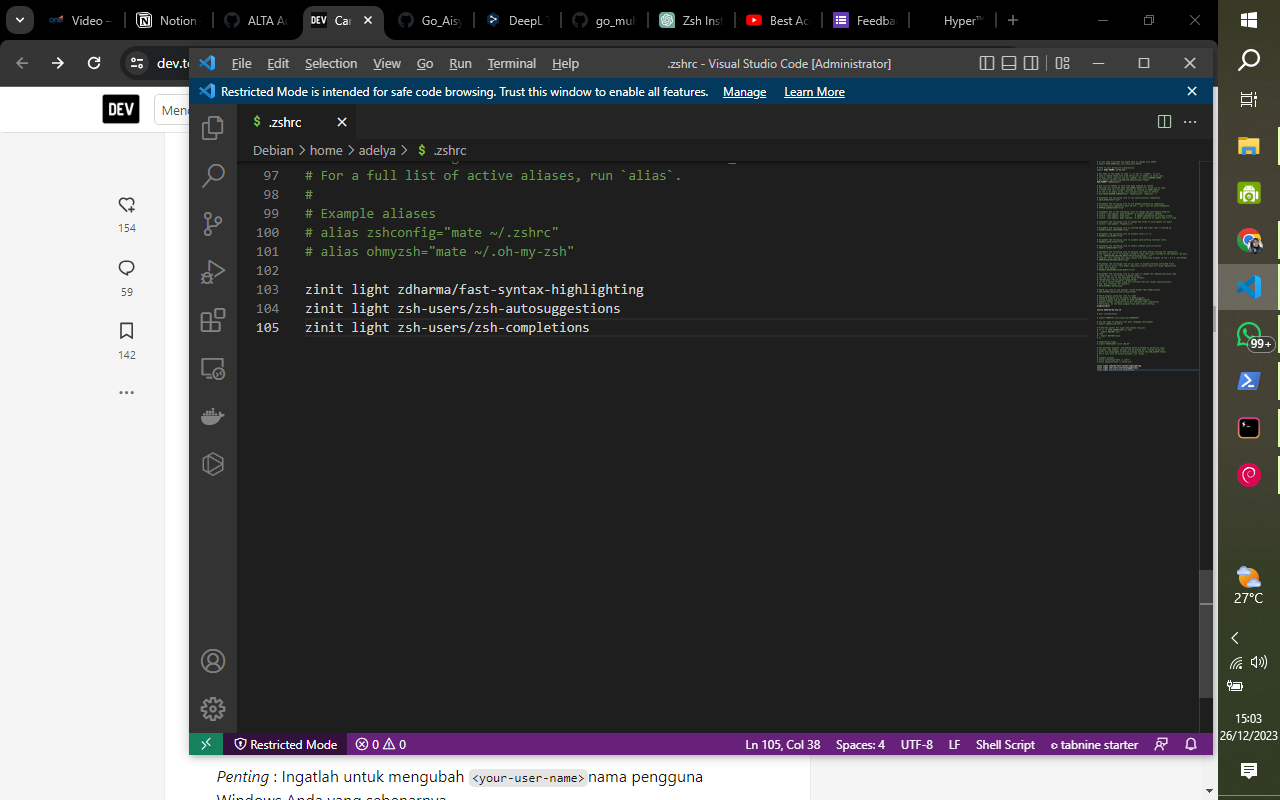 Video –
Notion
ALTA A
DEV Ca
Go_Aisy
DeepL T
go_mul
Zsh Inst
Best Ac
Feedba
Hyper™
dev.to
File Edit Selection View Go Run Terminal Help
.zshrc - Visual Studio Code [Administrator]
Restricted Mode is intended for safe code browsing. Trust this window to enable all features. Manage Learn More
DEV
Menc
$ .zshrc
Debian > home > adelya > $ .zshrc
97 # For a full list of active aliases, run `alias`.
98 #
99 # Example aliases
100 # alias zshconfig="mate ~/.zshrc"
101 # alias ohmyzsh="mate ~/.oh-my-zsh"
102
103 zinit light zdharma/fast-syntax-highlighting
104 zinit light zsh-users/zsh-autosuggestions
105 zinit light zsh-users/zsh-completions
154
59
142
99+
27°C
15:03
26/12/2023
Restricted Mode 0 0 Ln 105, Col 38 Spaces: 4 UTF-8 LF Shell Script tabnine starter
Penting : Ingatlah untuk mengubah <your-user-name> nama pengguna
Windows Anda yang sebenarnya